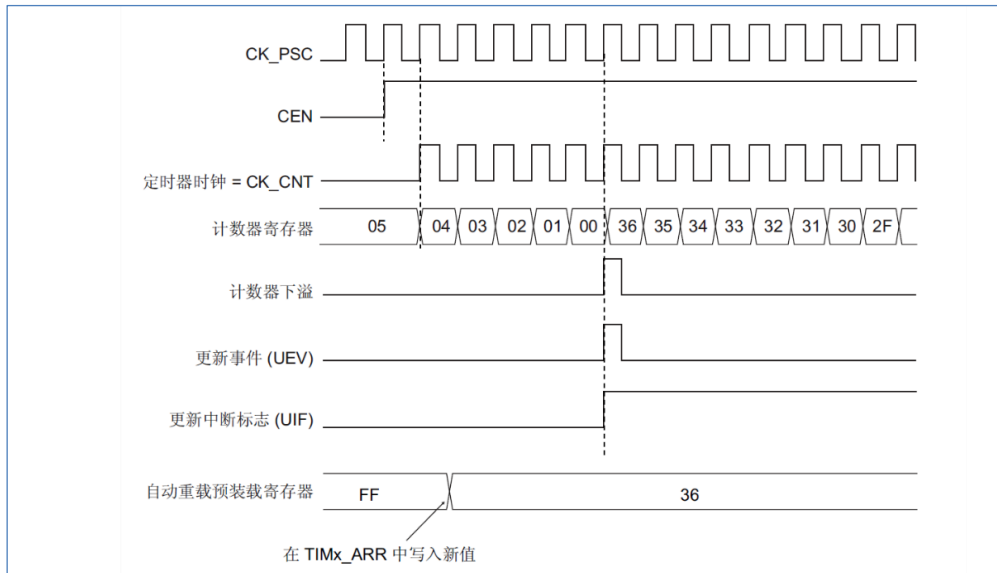 CK_PSC
CEN
定时器时钟 = CK_CNT
计数器寄存器 05 04 03 02 01 00 36 35 34 33 32 31 30 2F
计数器下溢
更新事件 (UEV)
更新中断标志 (UIF)
自动重载预装载寄存器 FF 36
在 TIMx_ARR 中写入新值